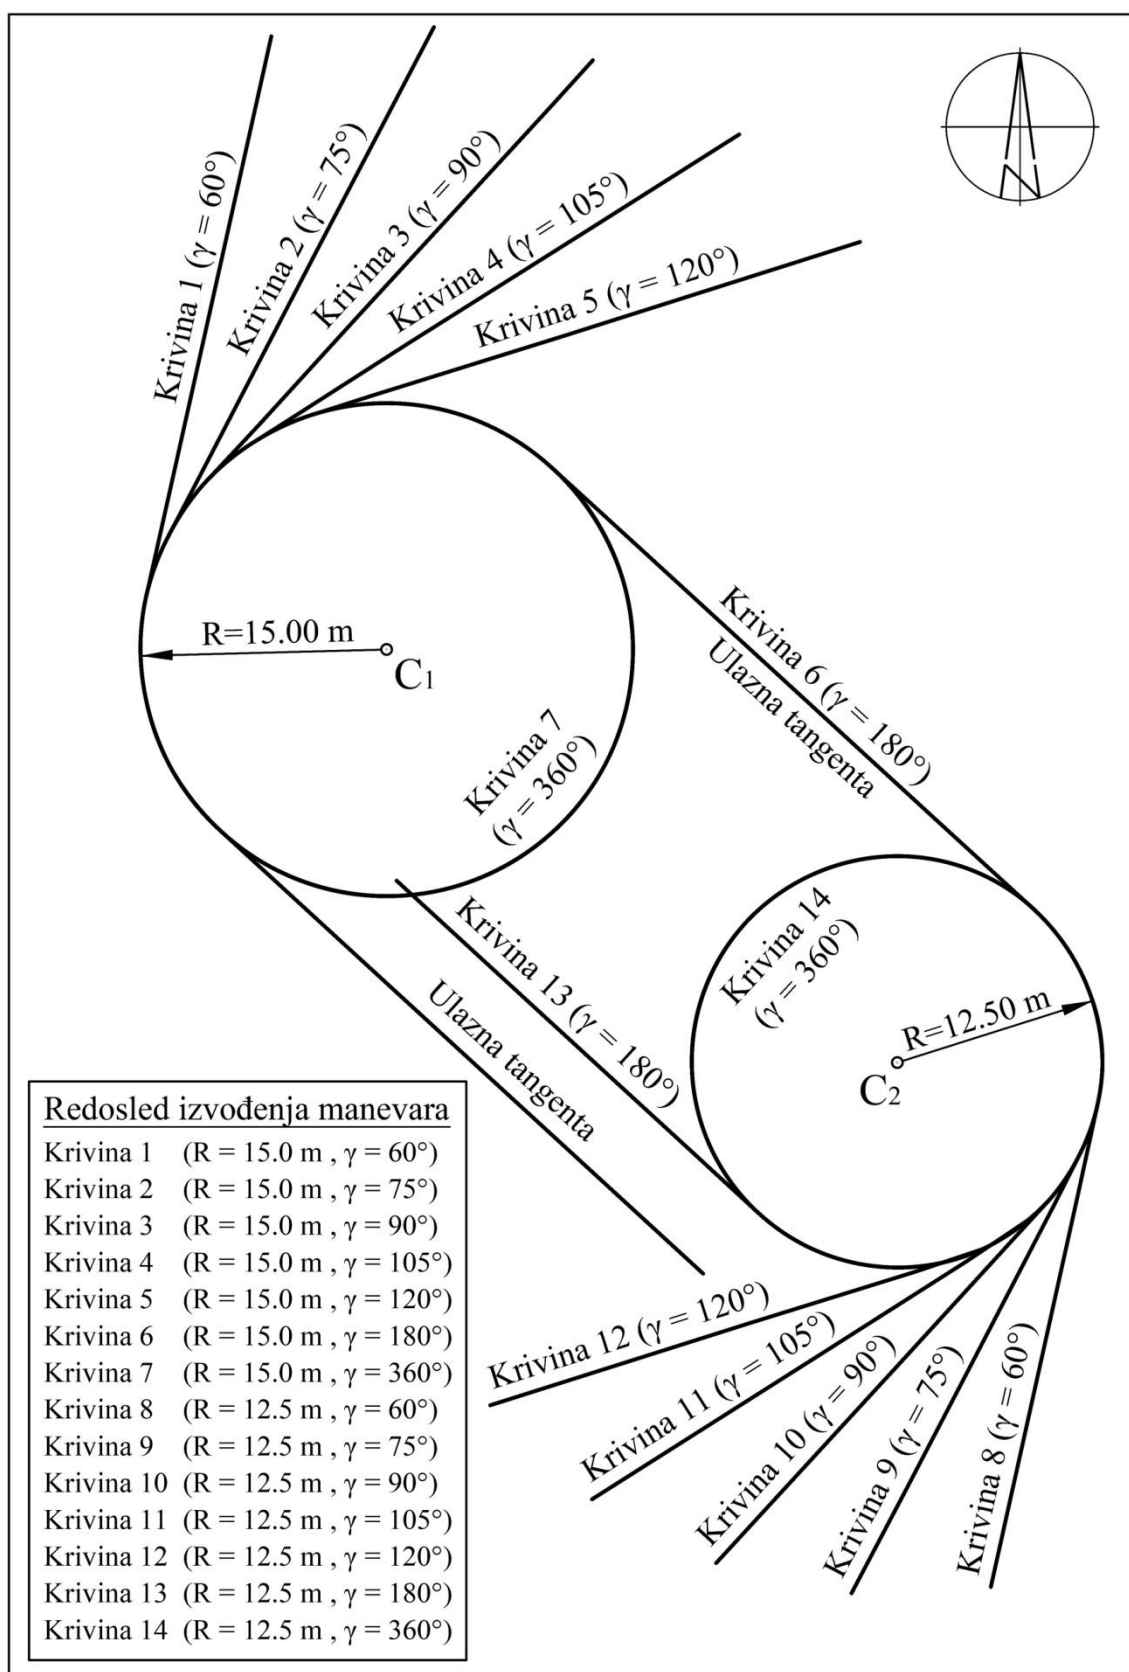 Krivina 1 (γ = 60°)
Krivina 2 (γ = 75°)
Krivina 3 (γ = 90°)
Krivina 4 (γ = 105°)
Krivina 5 (γ = 120°)
N
R=15.00 m
C1
Krivina 7
(γ = 360°)
Krivina 6 (γ = 180°)
Ulazna tangenta
Krivina 14
(γ = 360°)
R=12.50 m
C2
Krivina 13 (γ = 180°)
Ulazna tangenta
Krivina 12 (γ = 120°)
Krivina 11 (γ = 105°)
Krivina 10 (γ = 90°)
Krivina 9 (γ = 75°)
Krivina 8 (γ = 60°)
Redosled izvođenja manevara
Krivina 1 (R = 15.0 m , γ = 60°)
Krivina 2 (R = 15.0 m , γ = 75°)
Krivina 3 (R = 15.0 m , γ = 90°)
Krivina 4 (R = 15.0 m , γ = 105°)
Krivina 5 (R = 15.0 m , γ = 120°)
Krivina 6 (R = 15.0 m , γ = 180°)
Krivina 7 (R = 15.0 m , γ = 360°)
Krivina 8 (R = 12.5 m , γ = 60°)
Krivina 9 (R = 12.5 m , γ = 75°)
Krivina 10 (R = 12.5 m , γ = 90°)
Krivina 11 (R = 12.5 m , γ = 105°)
Krivina 12 (R = 12.5 m , γ = 120°)
Krivina 13 (R = 12.5 m , γ = 180°)
Krivina 14 (R = 12.5 m , γ = 360°)